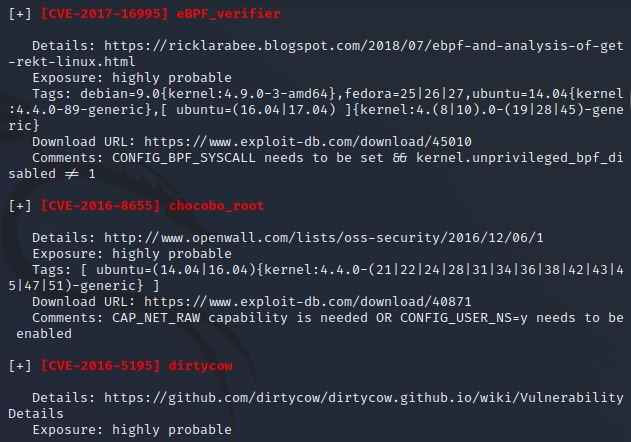 [+] [CVE-2017-16995] eBPF_verifier
Details: https://ricklarabee.blogspot.com/2018/07/ebpf-and-analysis-of-get
-rekt-linux.html
Exposure: highly probable
Tags: debian=9.0{kernel:4.9.0-3-amd64},fedora=25|26|27,ubuntu=14.04{kernel
:4.4.0-89-generic},[ ubuntu=(16.04|17.04) ]{kernel:4.(8|10).0-(19|28|45)-gene
ric}
Download URL: https://www.exploit-db.com/download/45010
Comments: CONFIG_BPF_SYSCALL needs to be set && kernel.unprivileged_bpf_di
sabled ≠ 1
[+] [CVE-2016-8655] chocobo_root
Details: http://www.openwall.com/lists/oss-security/2016/12/06/1
Exposure: highly probable
Tags: [ ubuntu=(14.04|16.04){kernel:4.4.0-(21|22|24|28|31|34|36|38|42|43|4
5|47|51)-generic} ]
Download URL: https://www.exploit-db.com/download/40871
Comments: CAP_NET_RAW capability is needed OR CONFIG_USER_NS=y needs to be
enabled
[+] [CVE-2016-5195] dirtycow
Details: https://github.com/dirtycow/dirtycow.github.io/wiki/Vulnerability
Details
Exposure: highly probable